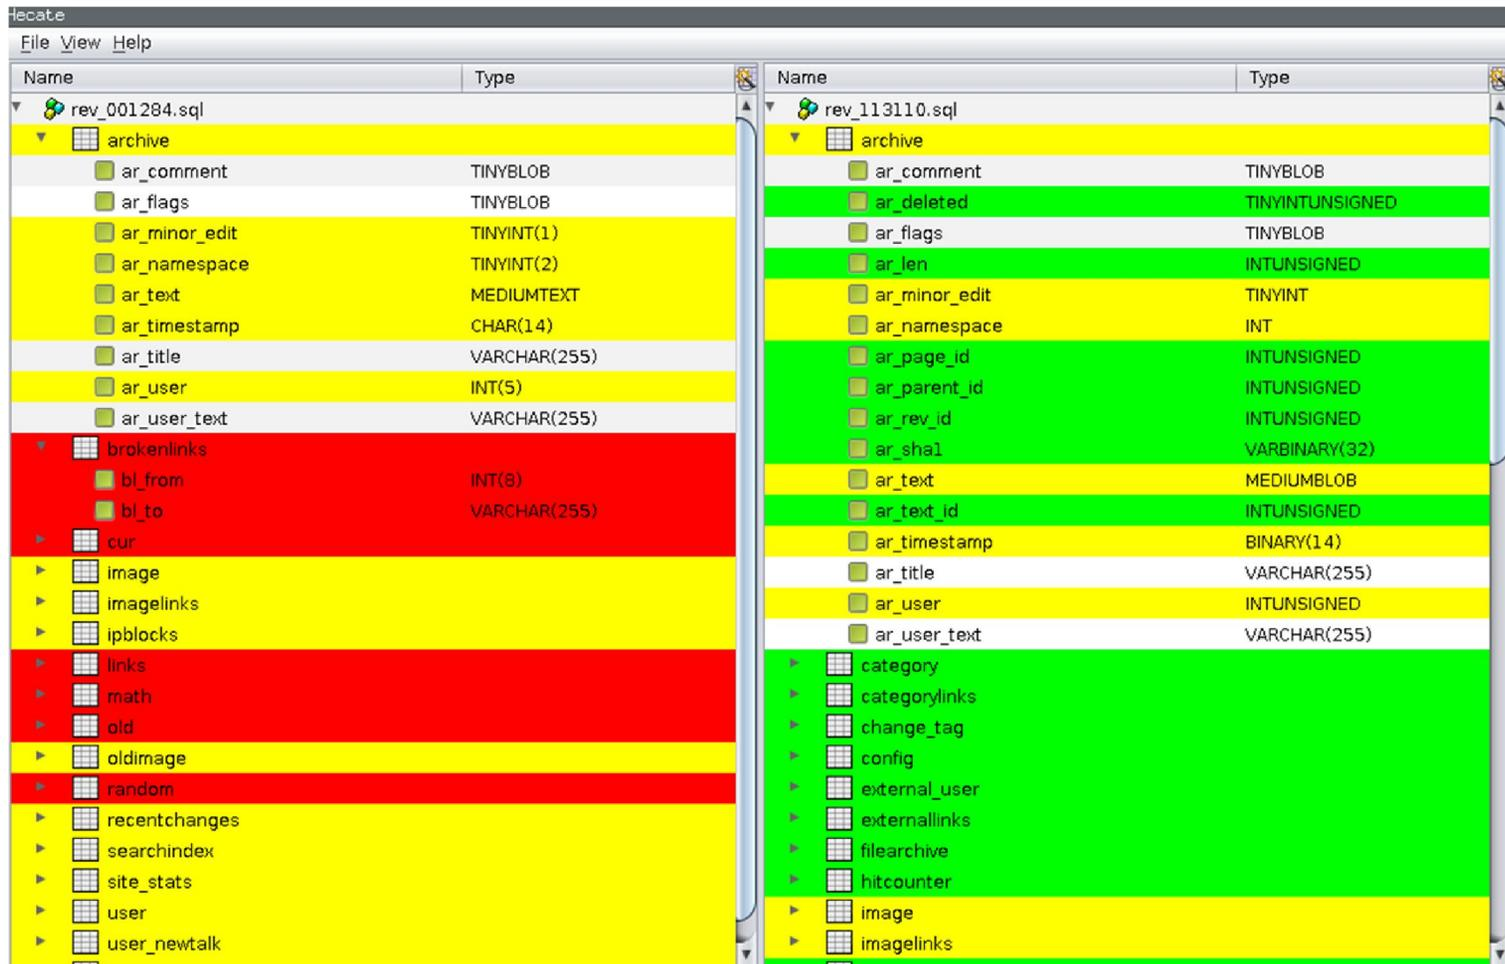 Hecate
File View Help
Name Type
rev_001284.sql
archive
ar_comment TINYBLOB
ar_flags TINYBLOB
ar_minor_edit TINYINT(1)
ar_namespace TINYINT(2)
ar_text MEDIUMTEXT
ar_timestamp CHAR(14)
ar_title VARCHAR(255)
ar_user INT(5)
ar_user_text VARCHAR(255)
brokenlinks
bl_from INT(8)
bl_to VARCHAR(255)
cur
image
imagelinks
ipblocks
links
math
old
oldimage
random
recentchanges
searchindex
site_stats
user
user_newtalk
Name Type
rev_113110.sql
archive
ar_comment TINYBLOB
ar_deleted TINYINTUNSIGNED
ar_flags TINYBLOB
ar_len INTUNSIGNED
ar_minor_edit TINYINT
ar_namespace INT
ar_page_id INTUNSIGNED
ar_parent_id INTUNSIGNED
ar_rev_id INTUNSIGNED
ar_sha1 VARBINARY(32)
ar_text MEDIUMBLOB
ar_text_id INTUNSIGNED
ar_timestamp BINARY(14)
ar_title VARCHAR(255)
ar_user INTUNSIGNED
ar_user_text VARCHAR(255)
category
categorylinks
change_tag
config
external_user
externallinks
filearchive
hitcounter
image
imagelinks